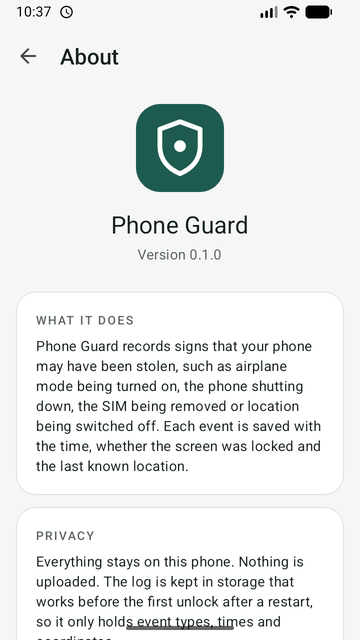 10:37
About
Phone Guard
Version 0.1.0
WHAT IT DOES
Phone Guard records signs that your phone
may have been stolen, such as airplane
mode being turned on, the phone shutting
down, the SIM being removed or location
being switched off. Each event is saved with
the time, whether the screen was locked and
the last known location.
PRIVACY
Everything stays on this phone. Nothing is
uploaded. The log is kept in storage that
works before the first unlock after a restart,
so it only holds event types, times and